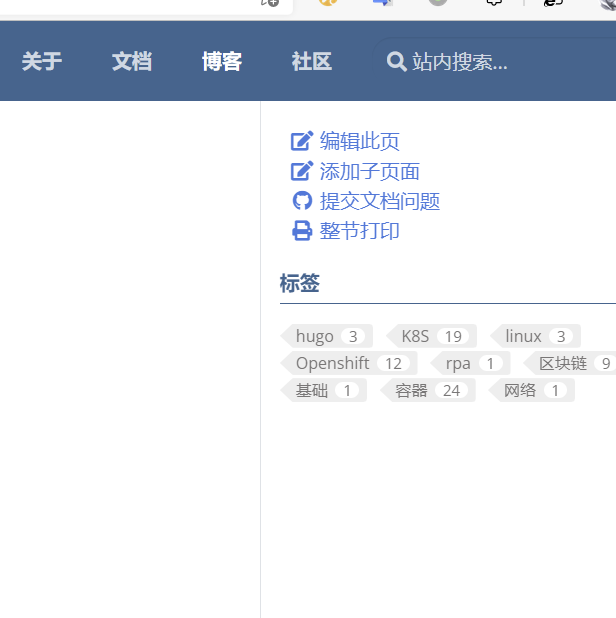 关于 文档 博客 社区 站内搜索...
编辑此页
添加子页面
提交文档问题
整节打印
标签
hugo 3 K8S 19 linux 3
Openshift 12 rpa 1 区块链 9
基础 1 容器 24 网络 1